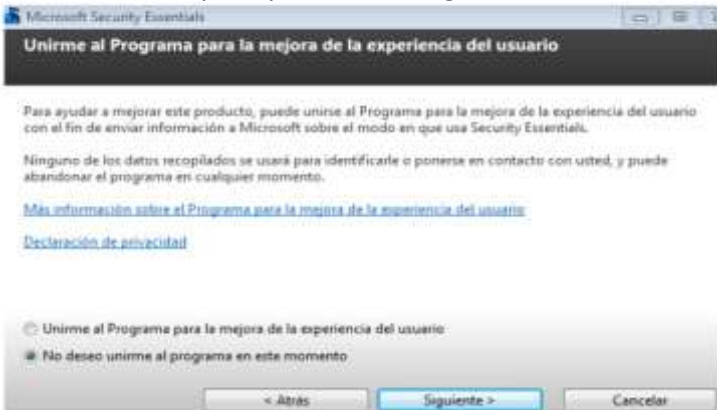 Microsoft Security Essentials
Unirme al Programa para la mejora de la experiencia del usuario
Para ayudar a mejorar este producto, puede unirse al Programa para la mejora de la experiencia del usuario
con el fin de enviar información a Microsoft sobre el modo en que usa Security Essentials.
Ninguno de los datos recopilados se usará para identificarle o ponerse en contacto con usted, y puede
abandonar el programa en cualquier momento.
Más información sobre el Programa para la mejora de la experiencia del usuario
Declaración de privacidad
Unirme al Programa para la mejora de la experiencia del usuario
No deseo unirme al programa en este momento
< Atrás Siguiente > Cancelar